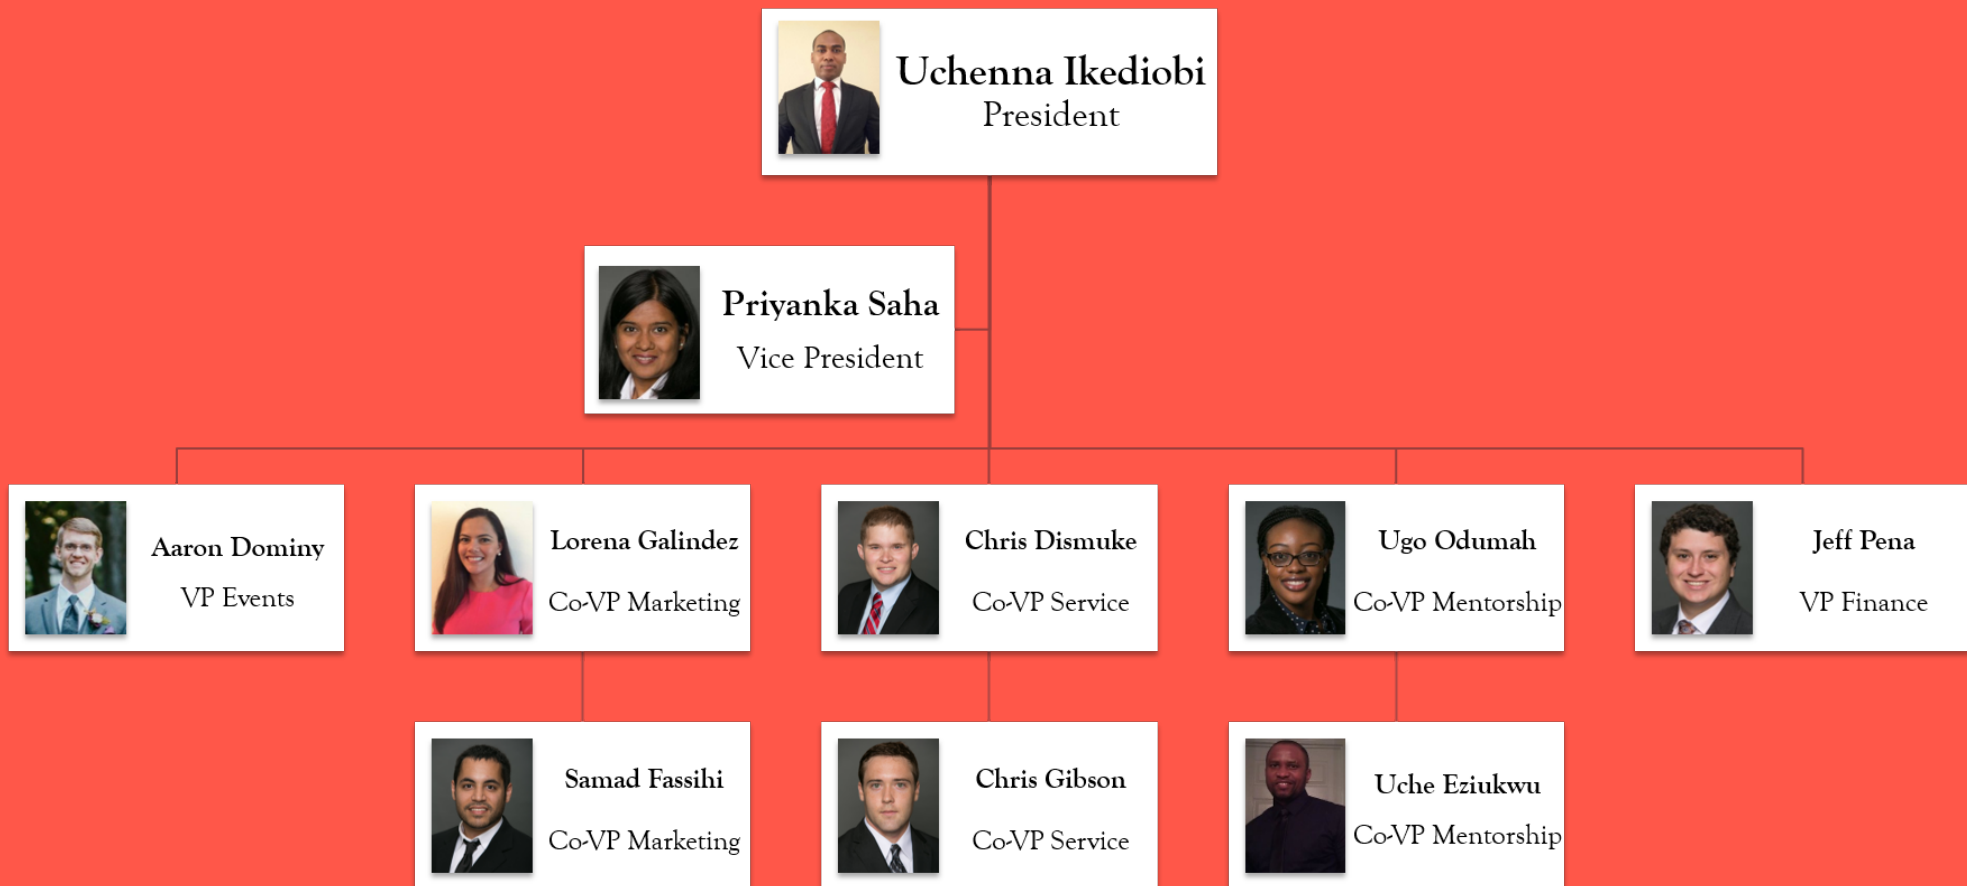 Uchenna Ikediobi
President
Priyanka Saha
Vice President
Aaron Dominy
VP Events
Lorena Galindez
Co-VP Marketing
Chris Dismuke
Co-VP Service
Ugo Odumah
Co-VP Mentorship
Jeff Pena
VP Finance
Samad Fassihi
Co-VP Marketing
Chris Gibson
Co-VP Service
Uche Eziukwu
Co-VP Mentorship